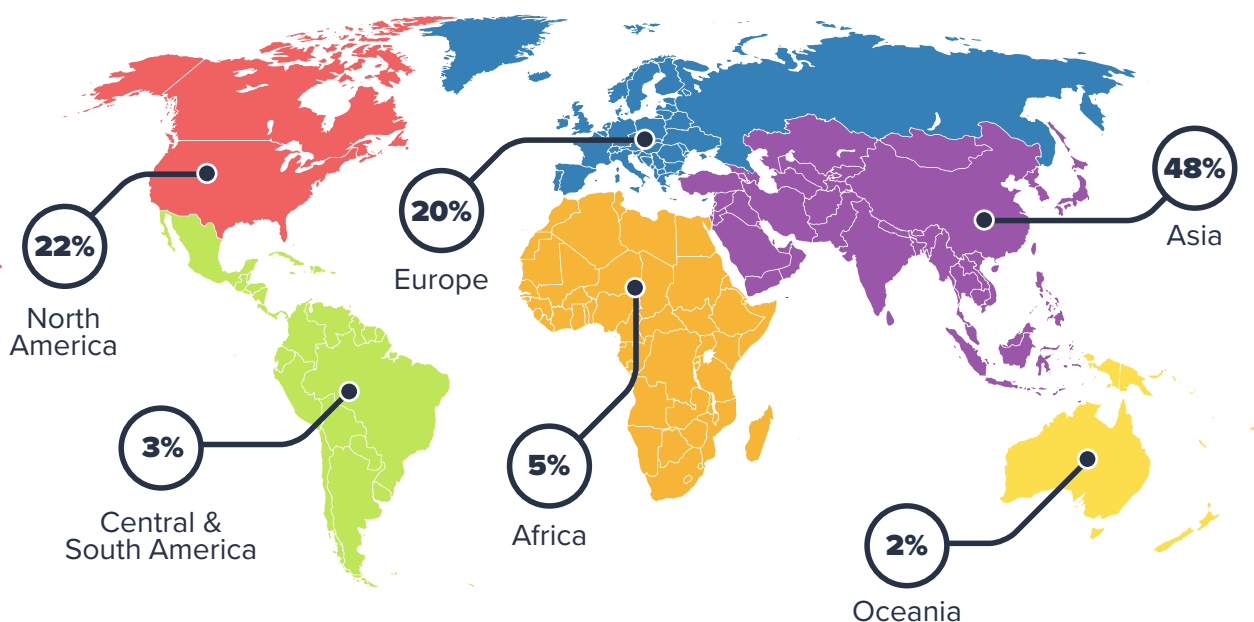 22%
North
America
20%
Europe
48%
Asia
3%
Central &
South America
5%
Africa
2%
Oceania